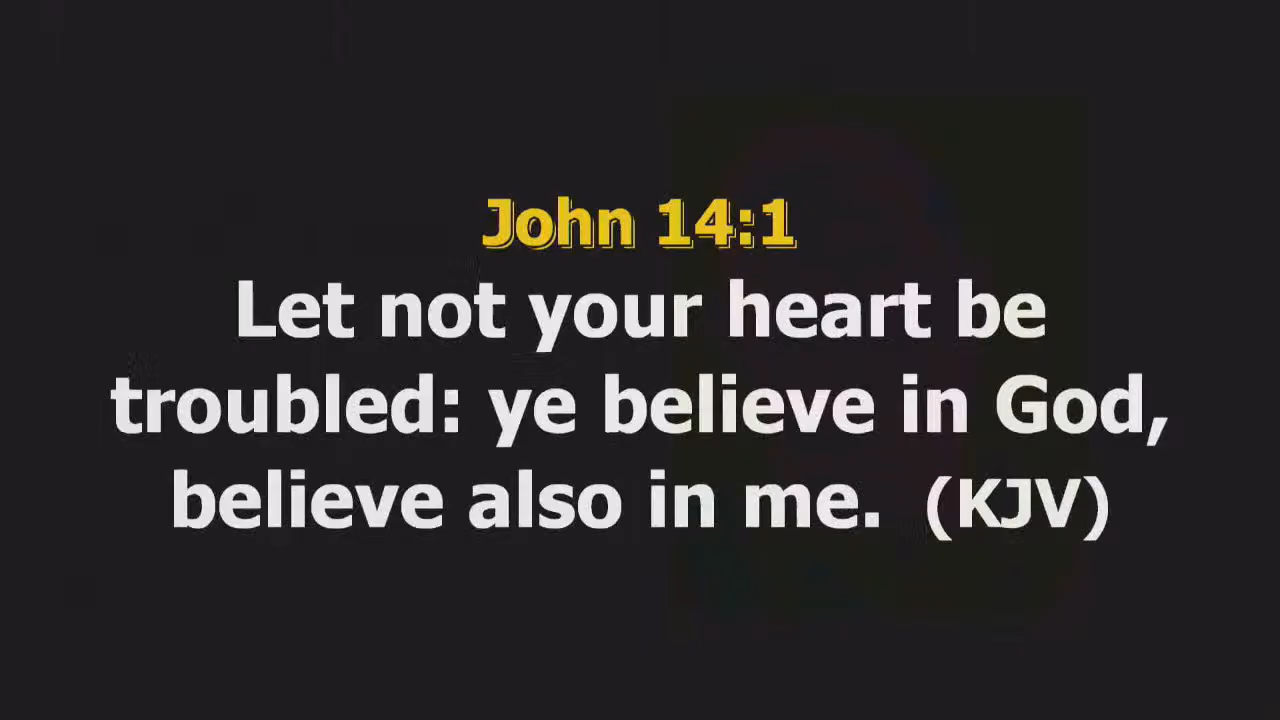 John 14:1
Let not your heart be
troubled: ye believe in God,
believe also in me.  (KJV)